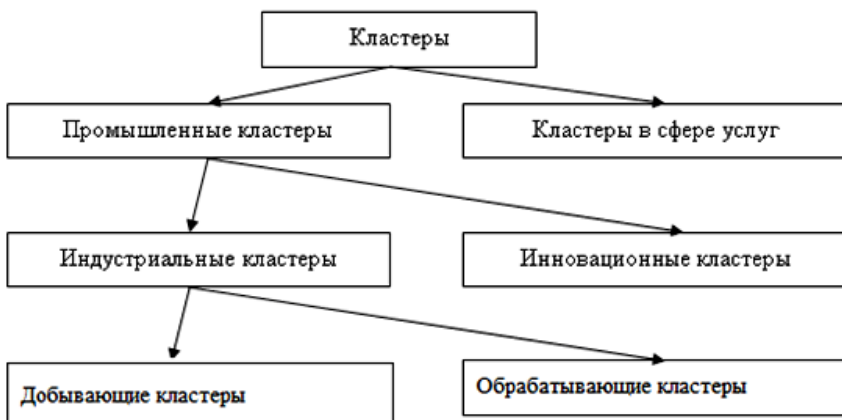 Кластеры
Промышленные кластеры
Кластеры в сфере услуг
Индустриальные кластеры
Инновационные кластеры
Добывающие кластеры
Обрабатывающие кластеры